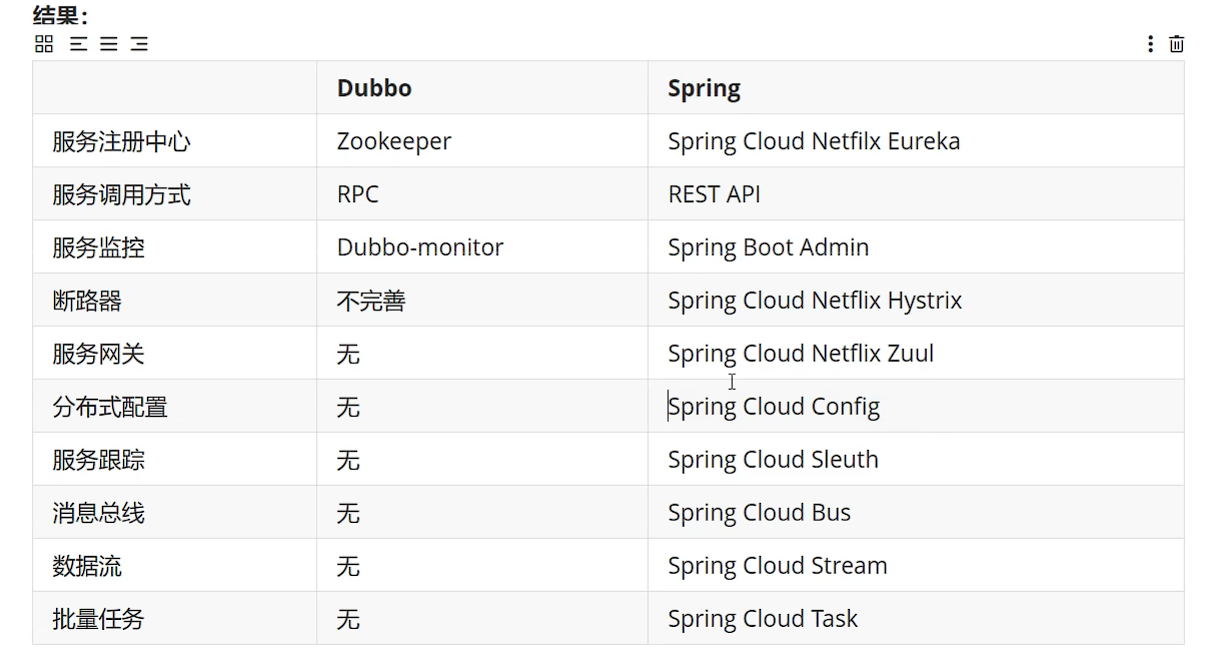 结果：
Dubbo Spring
服务注册中心 Zookeeper Spring Cloud Netfilx Eureka
服务调用方式 RPC REST API
服务监控 Dubbo-monitor Spring Boot Admin
断路器 不完善 Spring Cloud Netflix Hystrix
服务网关 无 Spring Cloud Netflix Zuul
分布式配置 无 Spring Cloud Config
服务跟踪 无 Spring Cloud Sleuth
消息总线 无 Spring Cloud Bus
数据流 无 Spring Cloud Stream
批量任务 无 Spring Cloud Task